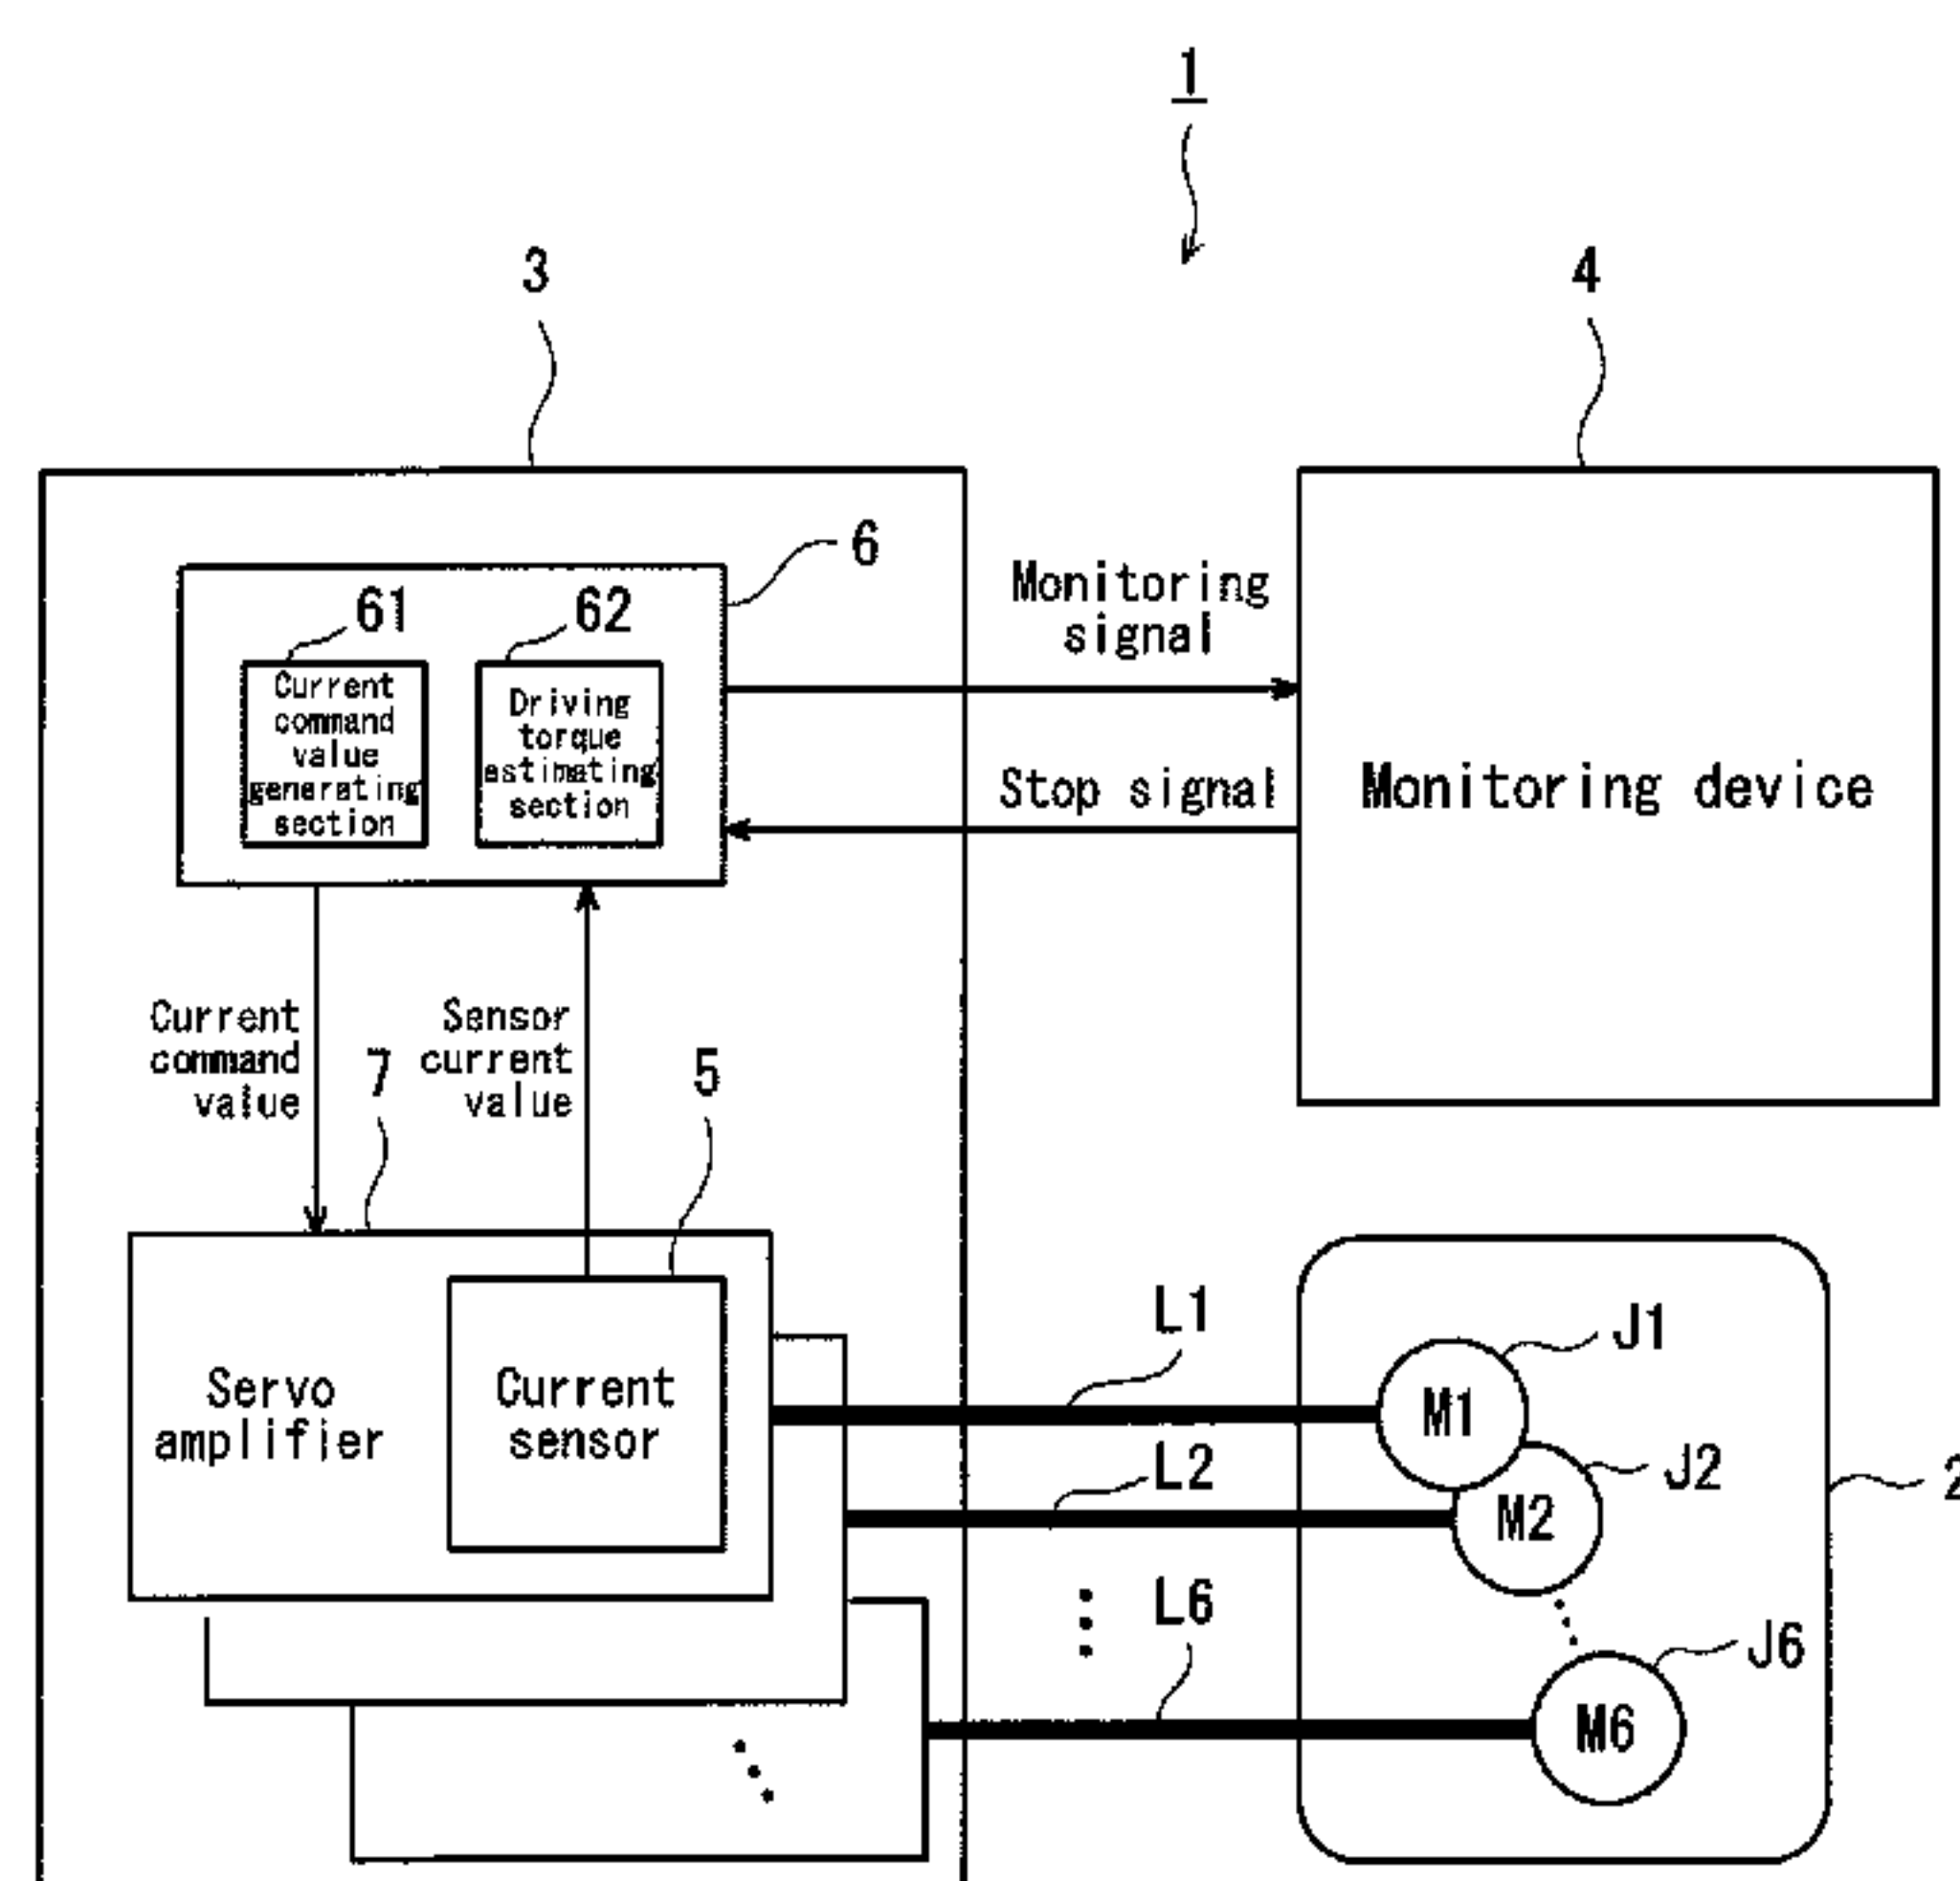 1
3
4
6
61
62
Current
command
value
generating
section
Driving
torque
estimating
section
Monitoring
signal
Stop signal
Monitoring device
Current
command
value
7
Sensor
current
value
5
Servo
amplifier
Current
sensor
L1
L2
L6
J1
M1
J2
M2
J6
M6
2